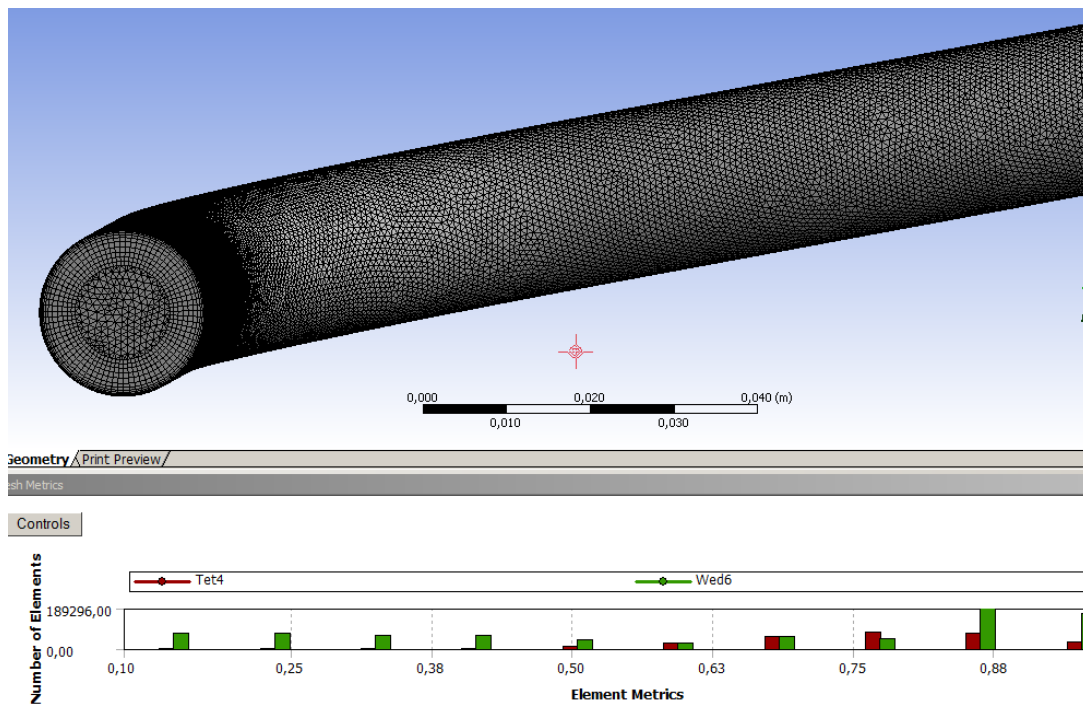 0,000 0,020 0,040 (m)
0,010 0,030
Geometry Print Preview
esh Metrics
Controls
Tet4 Wed6
Number of Elements
189296,00
0,00
0,10 0,25 0,38 0,50 0,63 0,75 0,88
Element Metrics